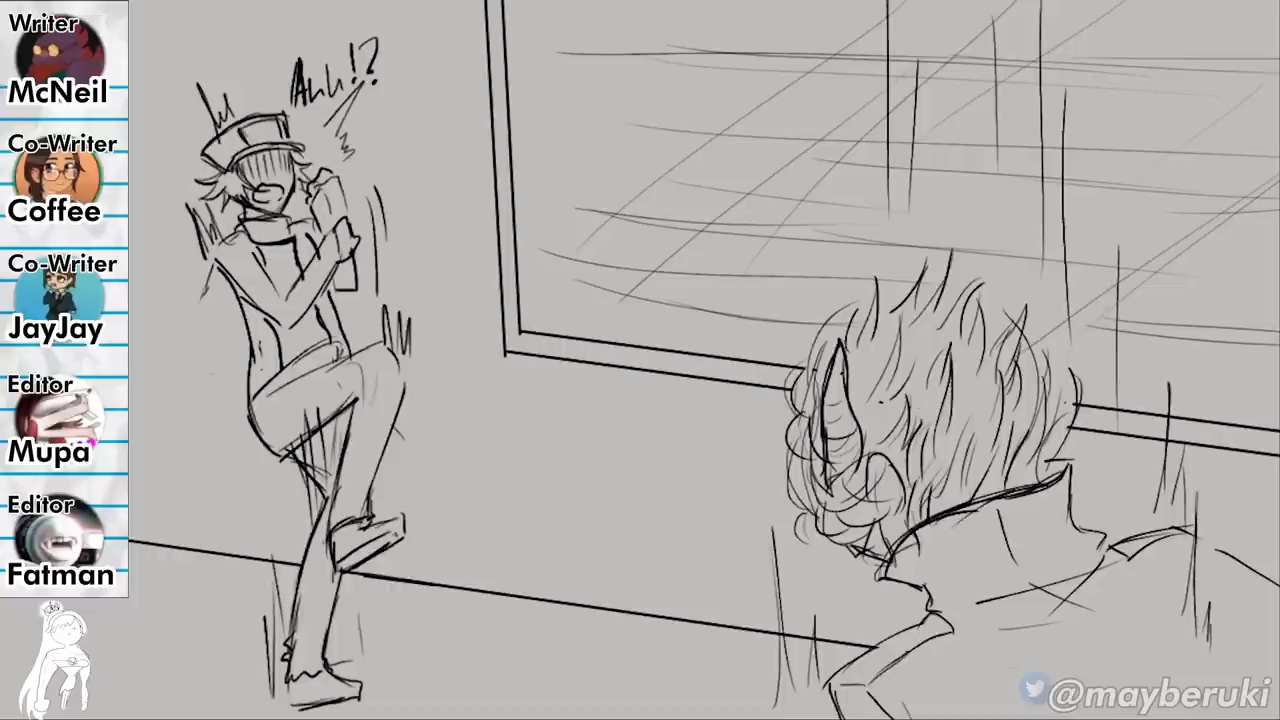 Writer
McNeil
Co-Writer
Coffee
Co-Writer
JayJay
Editor
Mupa
Editor
Fatman
Ahh!?
@mayberuki